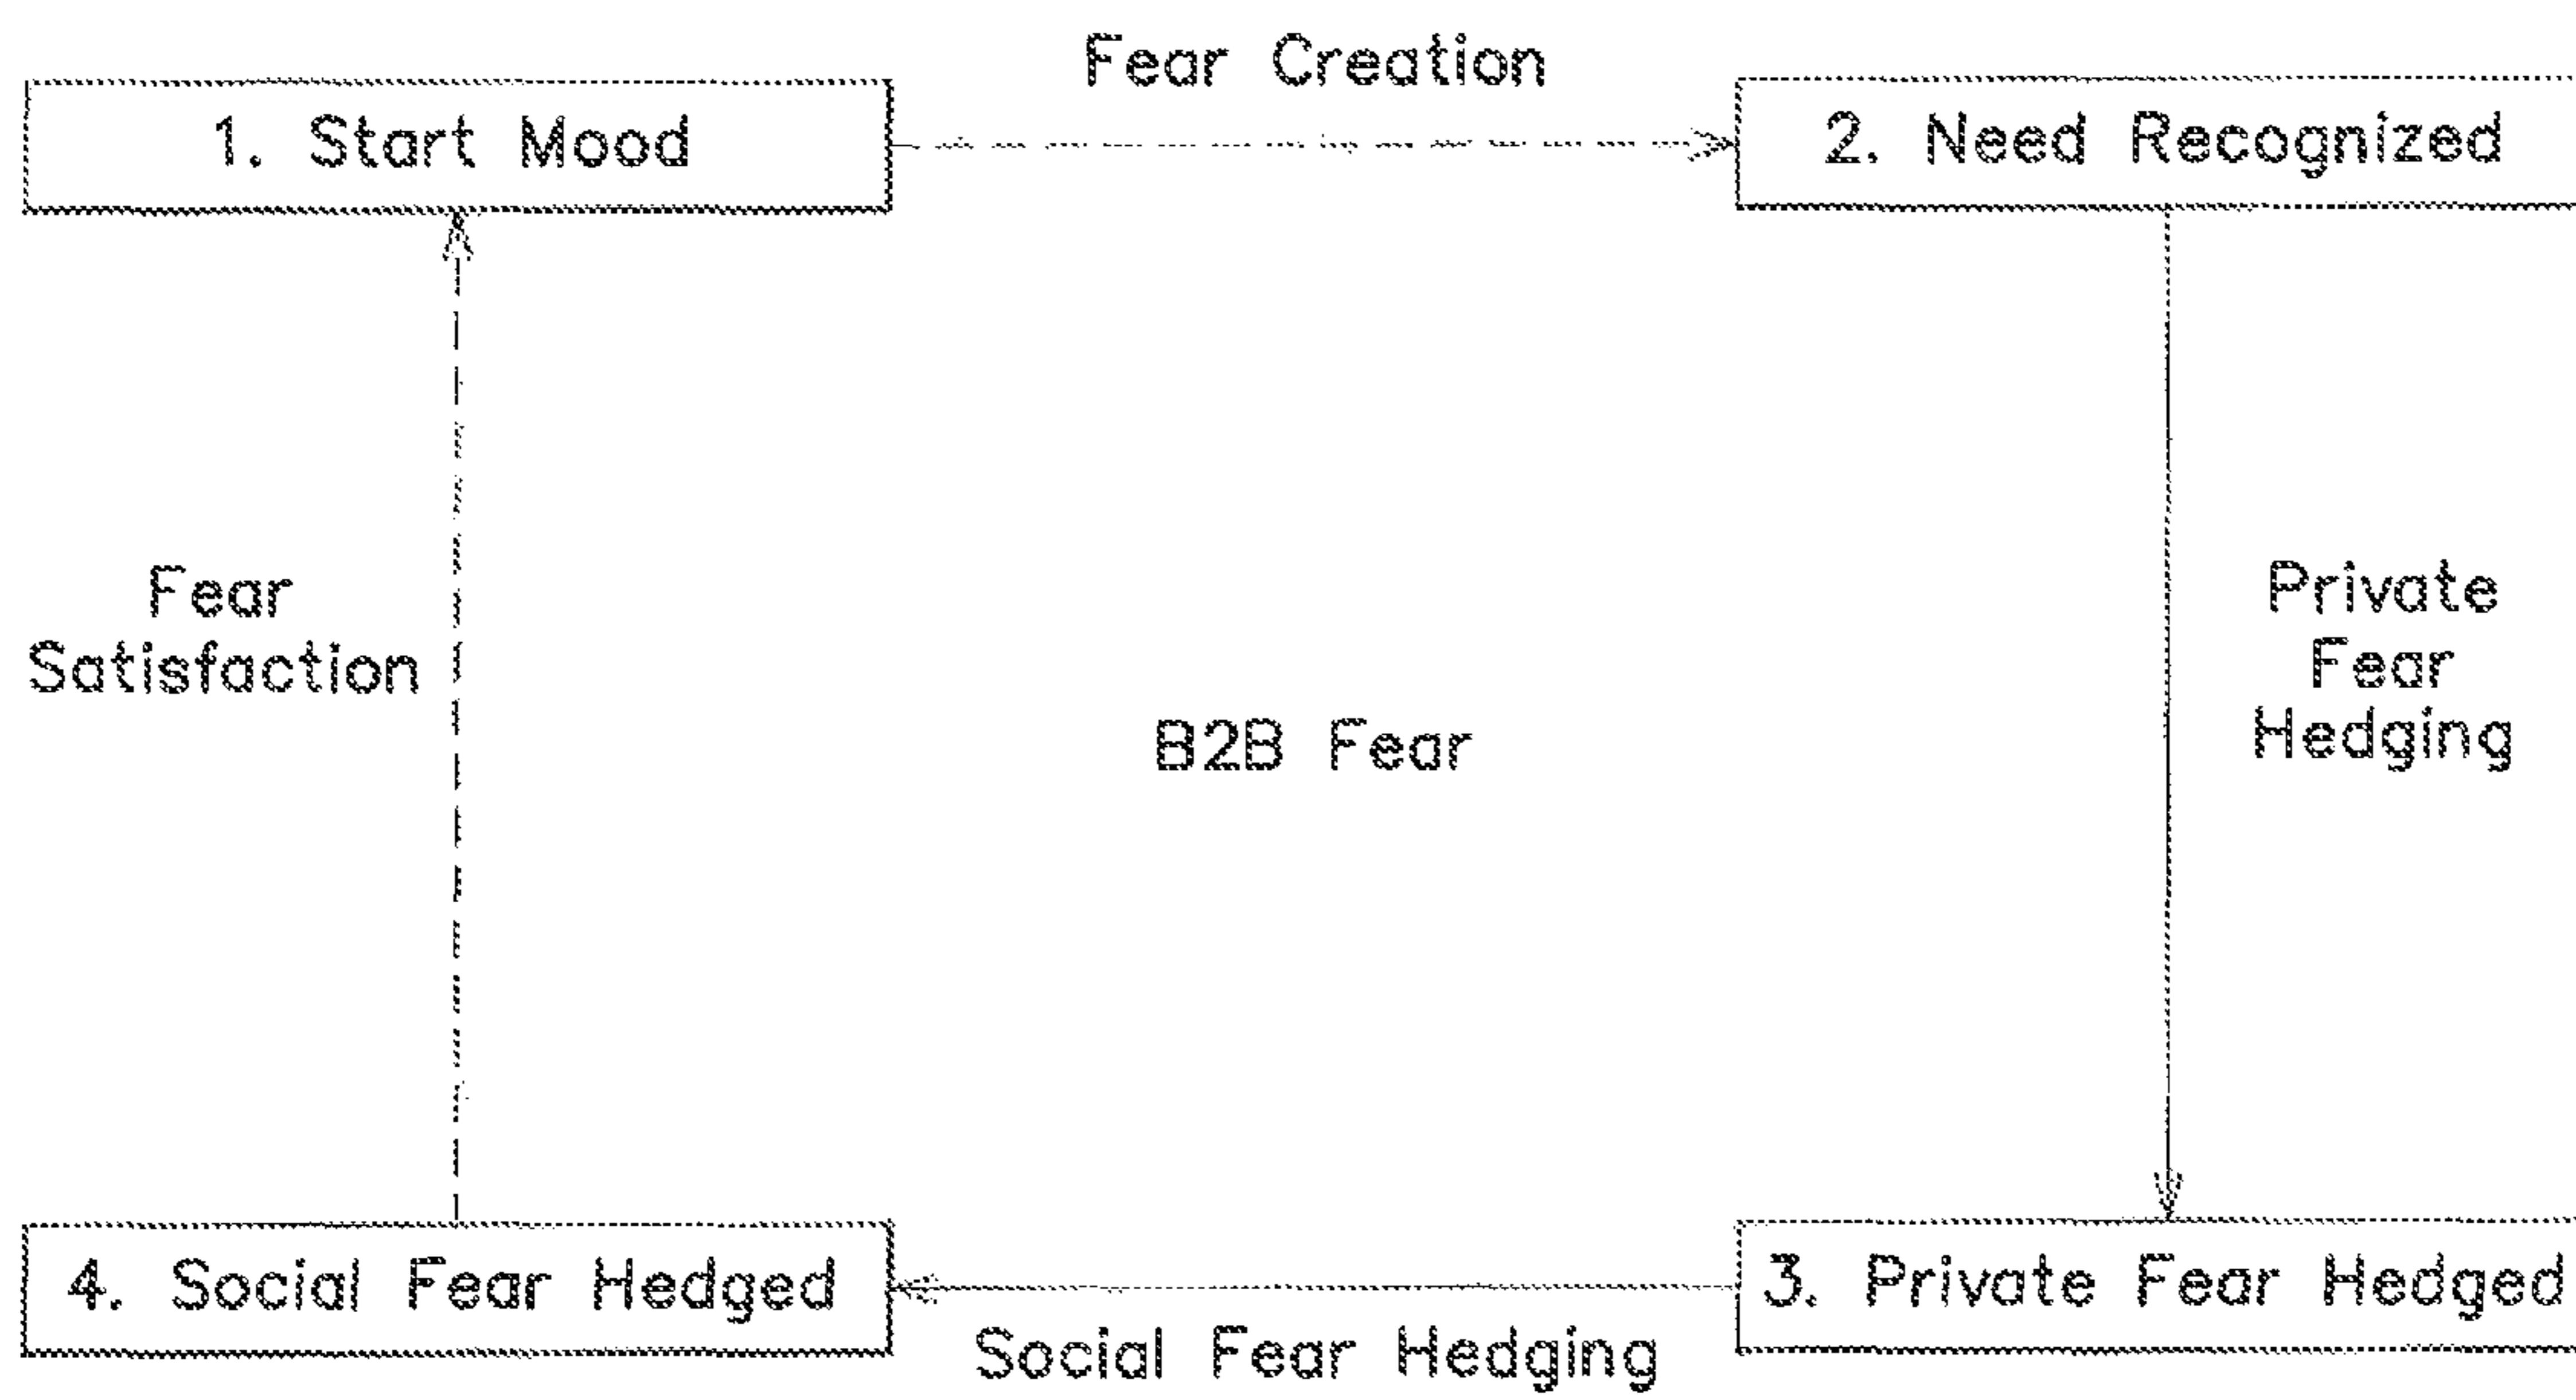 Fear Creation
1. Start Mood
2. Need Recognized
Fear
Satisfaction
B2B Fear
Private
Fear
Hedging
4. Social Fear Hedged
3. Private Fear Hedged
Social Fear Hedging